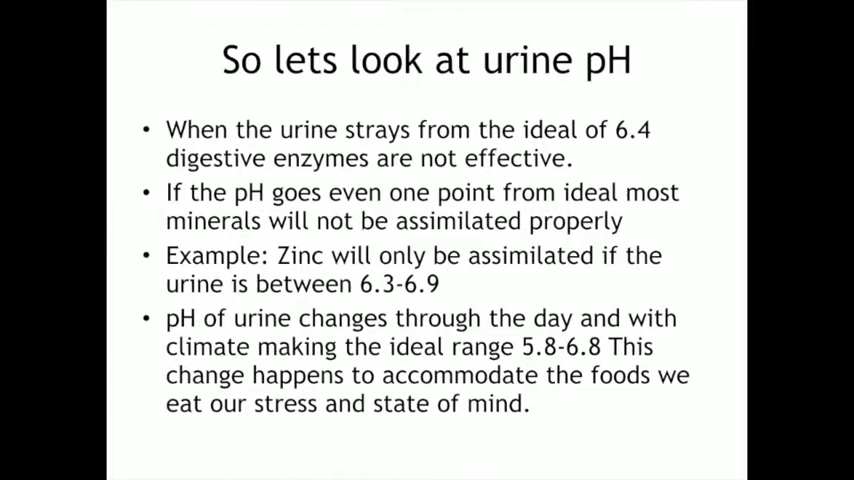 So lets look at urine pH
• When the urine strays from the ideal of 6.4
digestive enzymes are not effective.
• If the pH goes even one point from ideal most
minerals will not be assimilated properly
• Example: Zinc will only be assimilated if the
urine is between 6.3-6.9
• pH of urine changes through the day and with
climate making the ideal range 5.8-6.8 This
change happens to accommodate the foods we
eat our stress and state of mind.